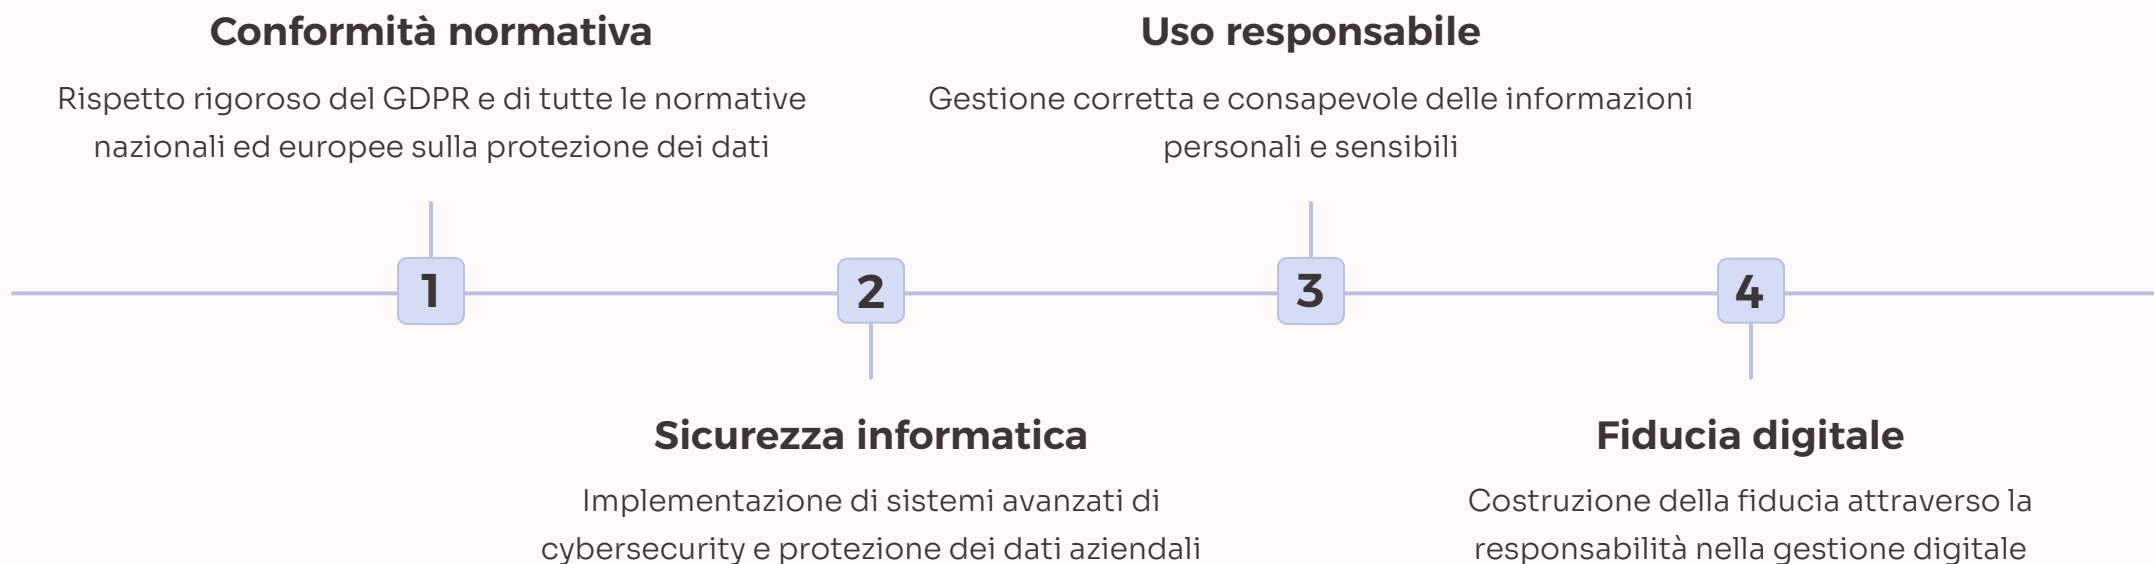 Conformità normativa
Rispetto rigoroso del GDPR e di tutte le normative
nazionali ed europee sulla protezione dei dati
Uso responsabile
Gestione corretta e consapevole delle informazioni
personali e sensibili
1
2
3
4
Sicurezza informatica
Implementazione di sistemi avanzati di
cybersecurity e protezione dei dati aziendali
Fiducia digitale
Costruzione della fiducia attraverso la
responsabilità nella gestione digitale